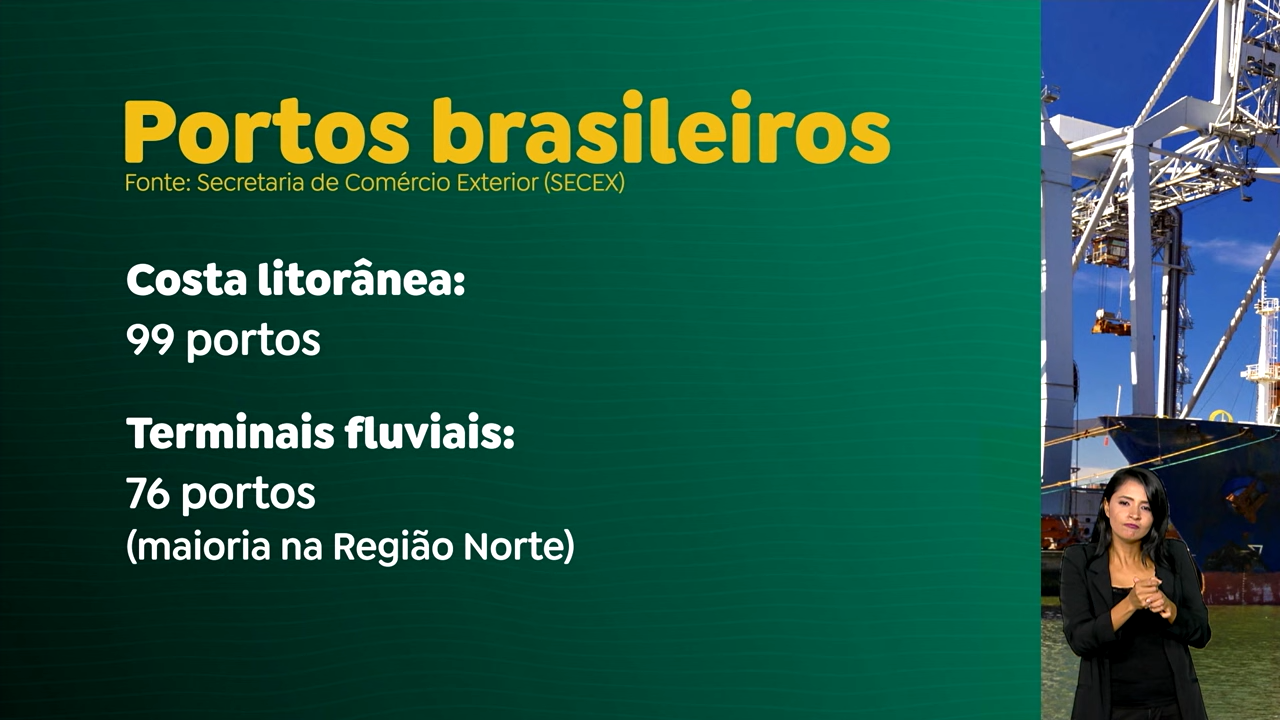 Portos brasileiros
Fonte: Secretaria de Comércio Exterior (SECEX)
Costa litorânea:
99 portos
Terminais fluviais:
76 portos
(maioria na Região Norte)